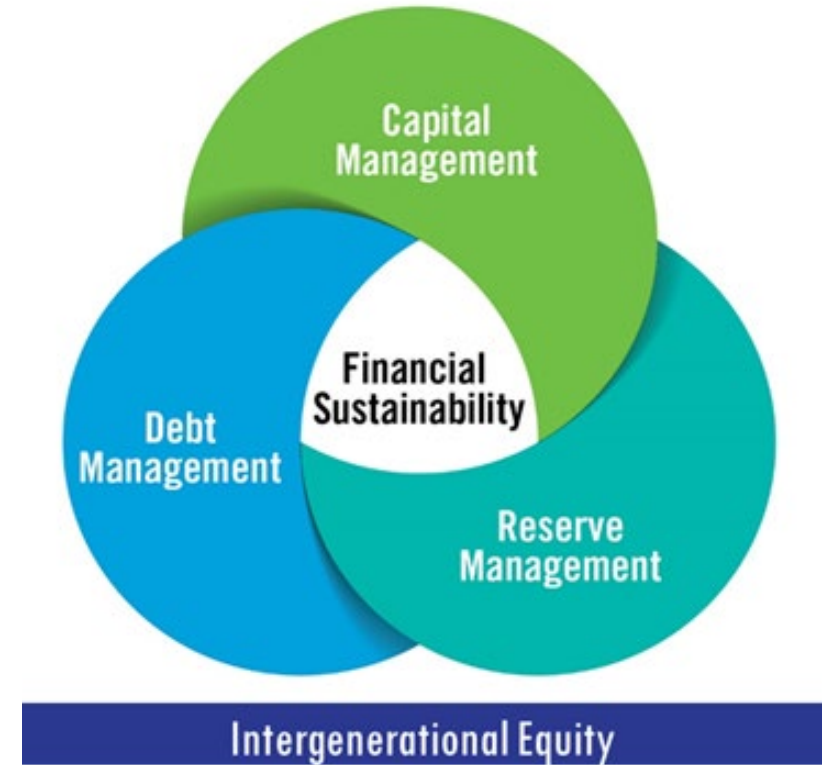 Capital
Management
Financial
Sustainability
Debt
Management
Reserve
Management
Intergenerational Equity